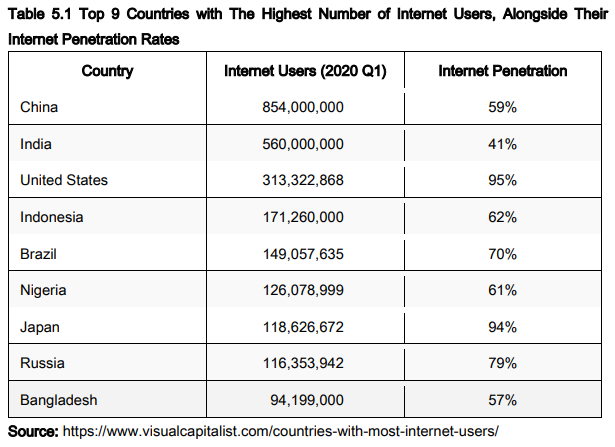 Table 5.1 Top 9 Countries with The Highest Number of Internet Users, Alongside Their
Internet Penetration Rates
Country Internet Users (2020 Q1) Internet Penetration
China 854,000,000 59%
India 560,000,000 41%
United States 313,322,868 95%
Indonesia 171,260,000 62%
Brazil 149,057,635 70%
Nigeria 126,078,999 61%
Japan 118,626,672 94%
Russia 116,353,942 79%
Bangladesh 94,199,000 57%
Source: https://www.visualcapitalist.com/countries-with-most-internet-users/